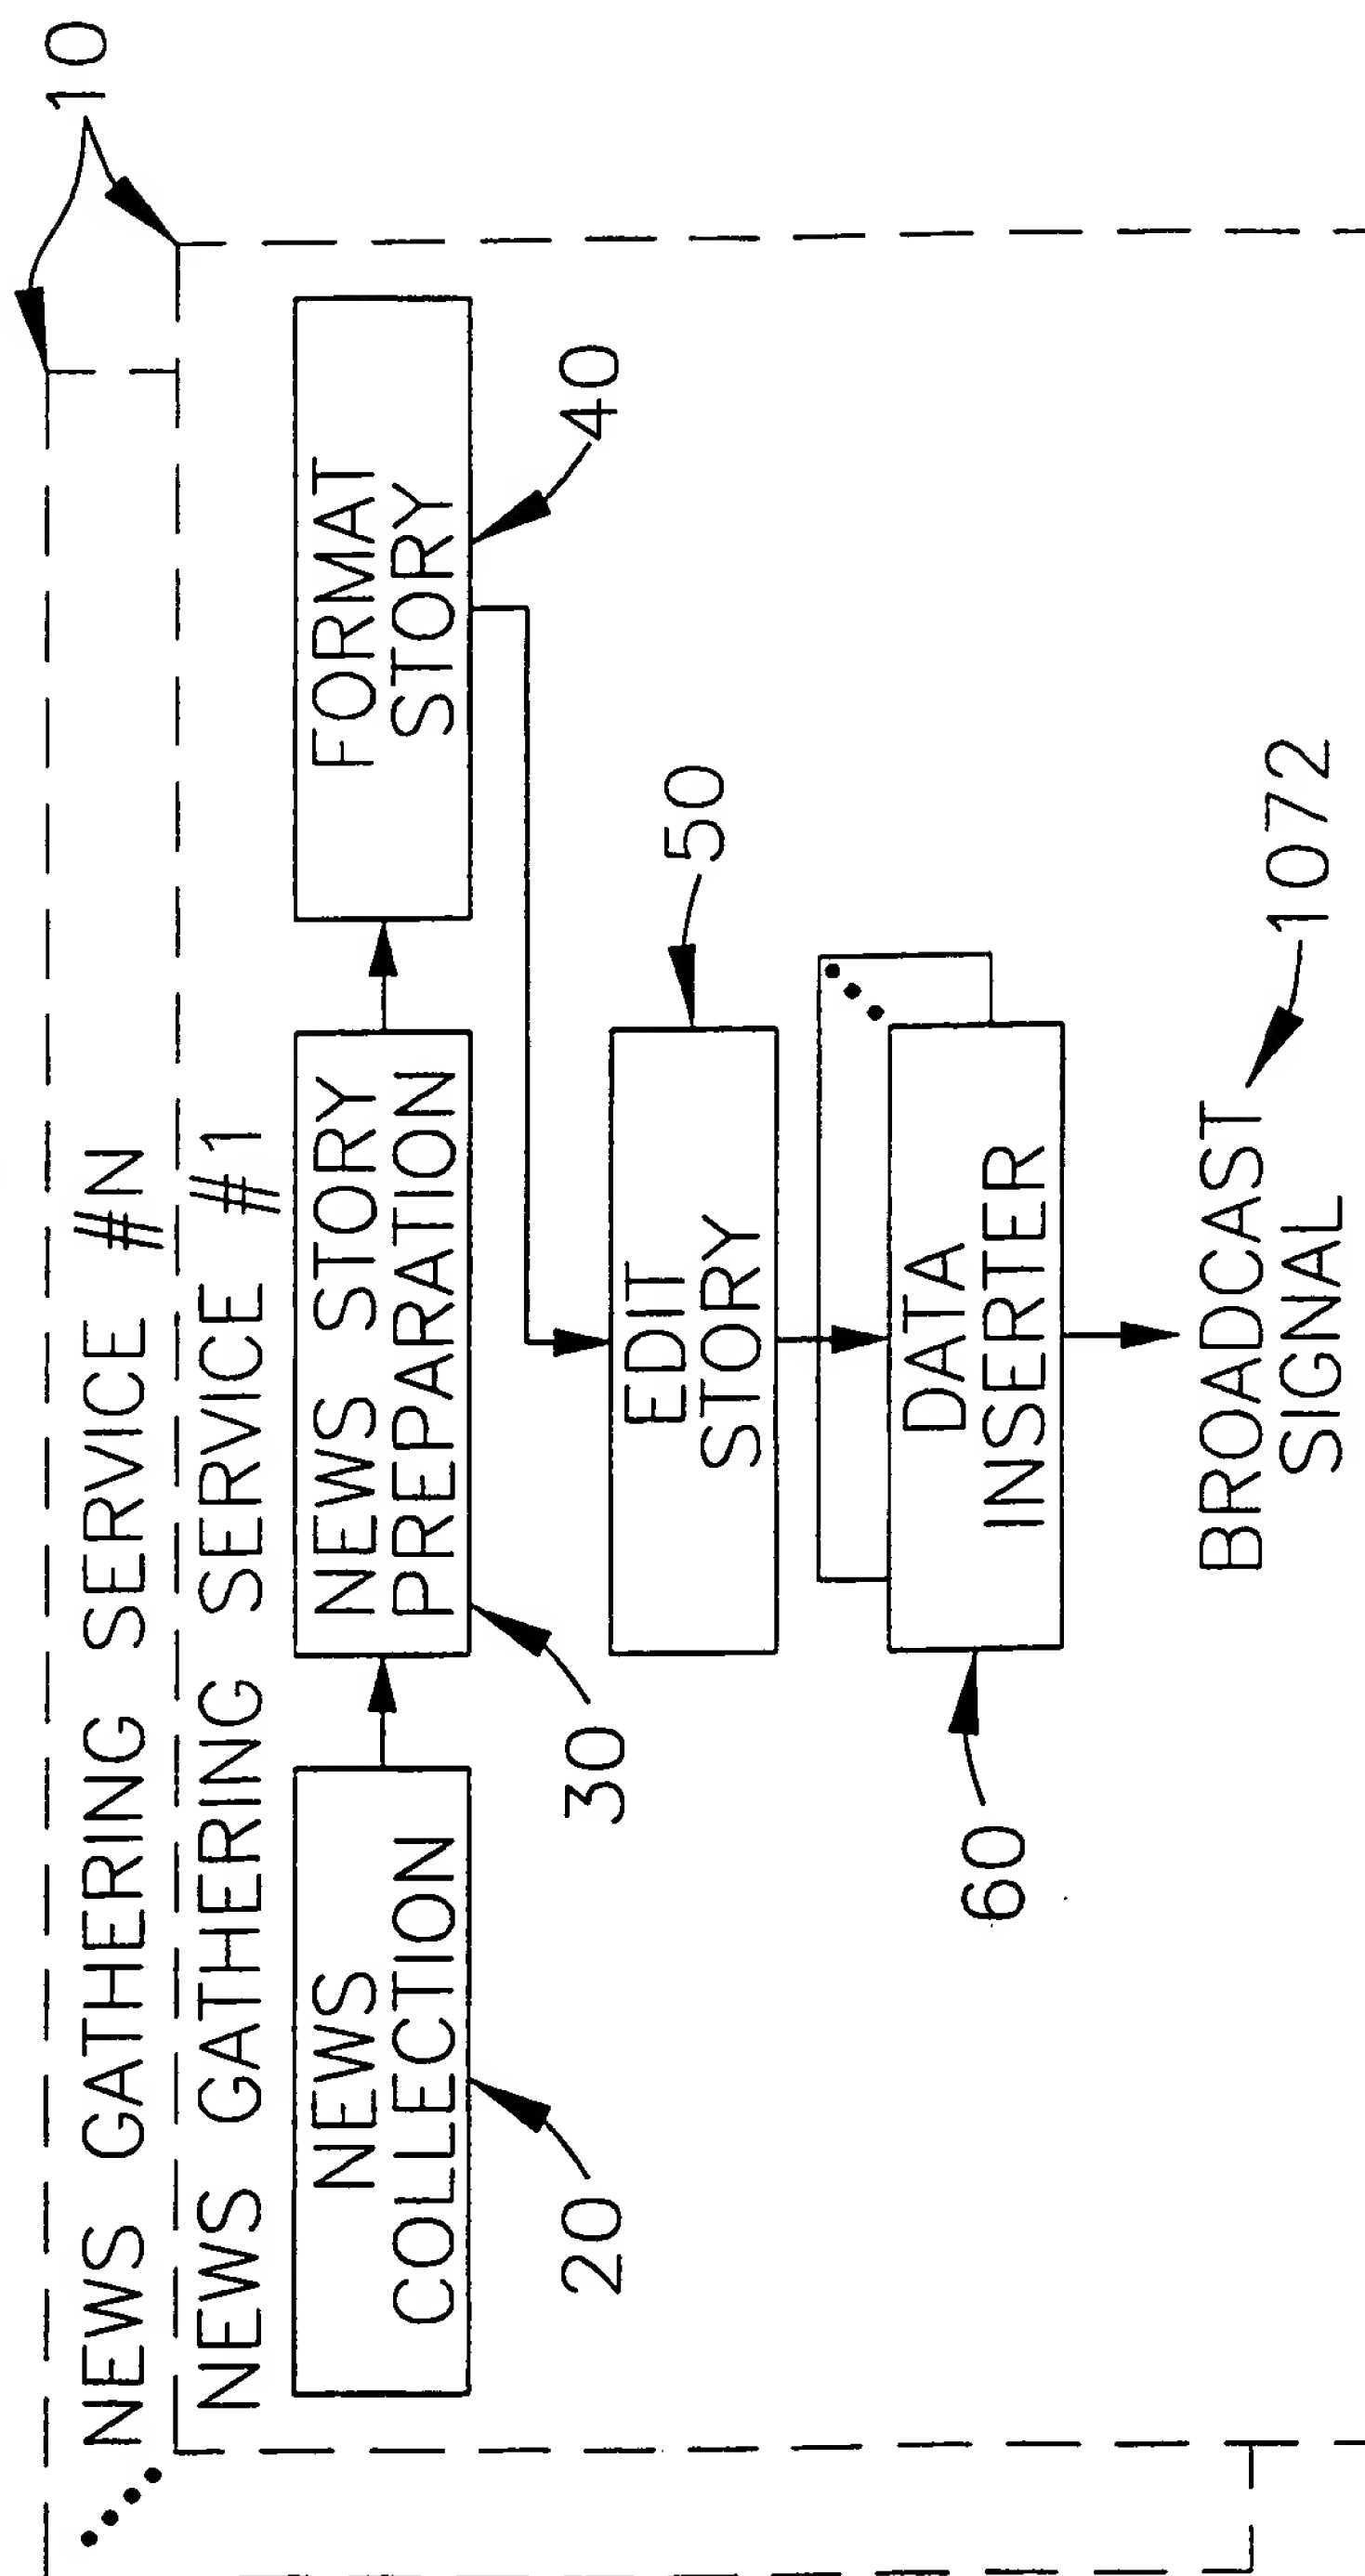 10
NEWS GATHERING SERVICE #N
NEWS GATHERING SERVICE #1
NEWS
COLLECTION
20
NEWS STORY
PREPARATION
30
FORMAT
STORY
40
EDIT
STORY
50
DATA
INSERTER
60
BROADCAST
SIGNAL
1072